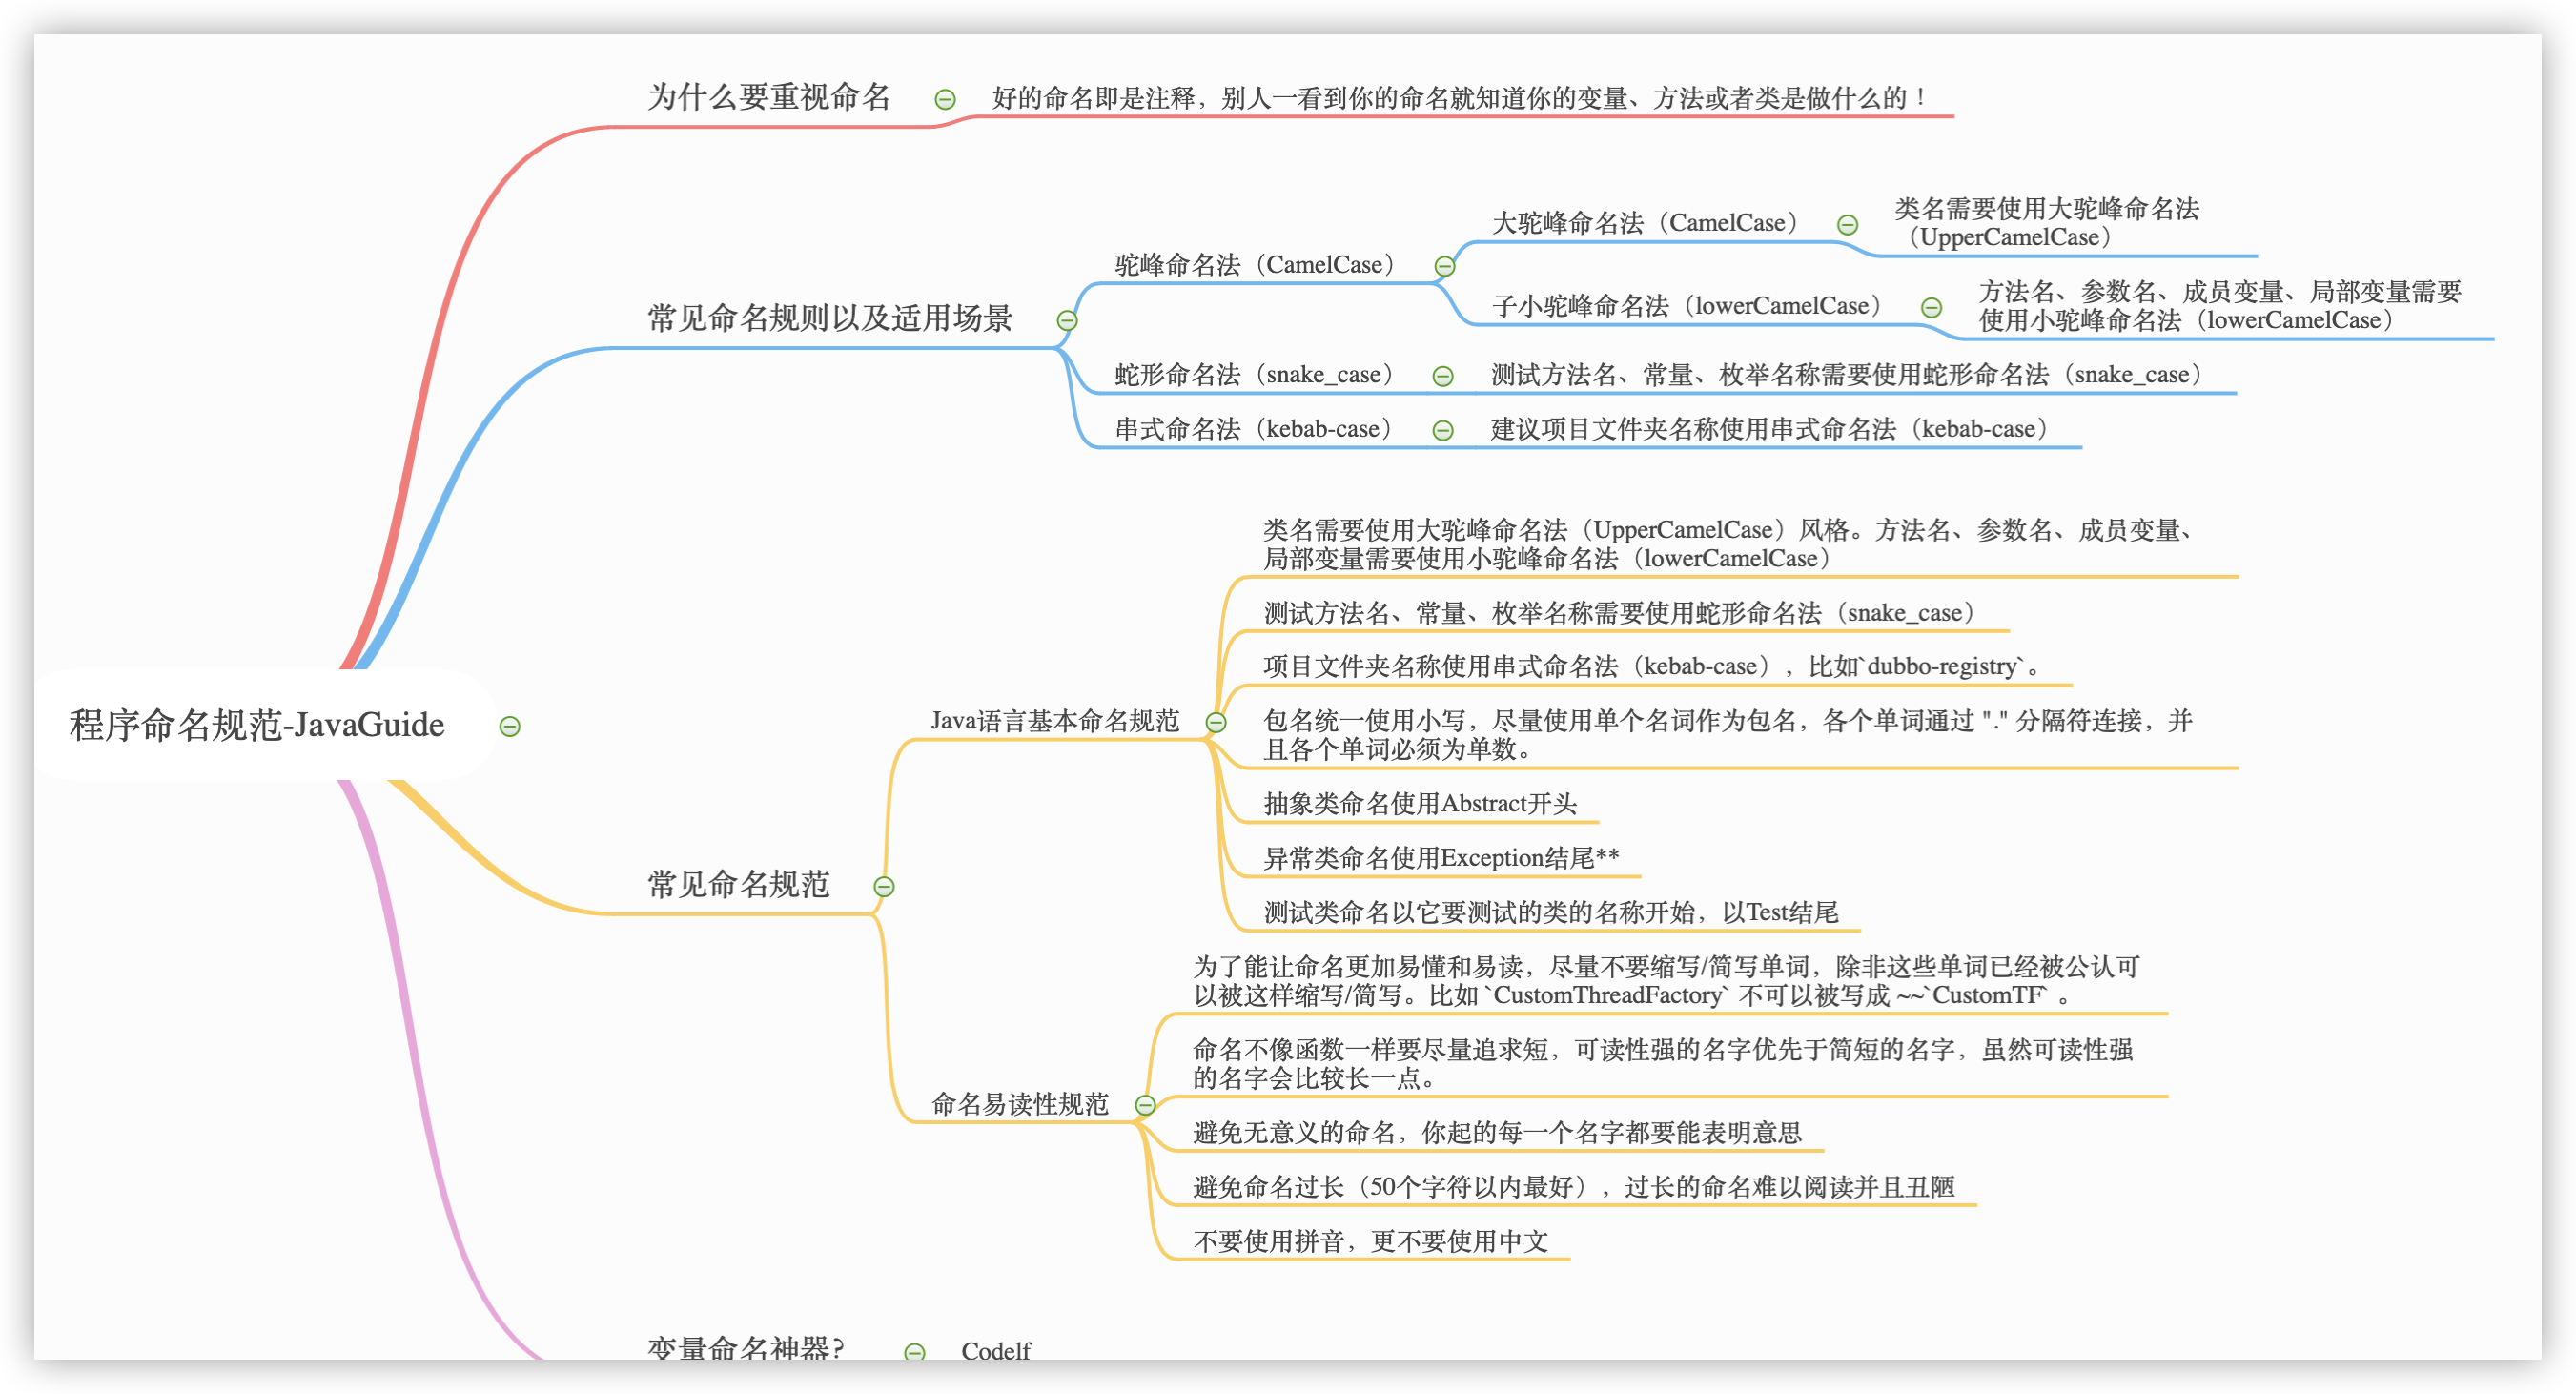 为什么要重视命名
好的命名即是注释，别人一看到你的命名就知道你的变量、方法或者类是做什么的！
常见命名规则以及适用场景
驼峰命名法（CamelCase）
大驼峰命名法（CamelCase）
类名需要使用大驼峰命名法
（UpperCamelCase）
子小驼峰命名法（lowerCamelCase）
方法名、参数名、成员变量、局部变量需要
使用小驼峰命名法（lowerCamelCase）
蛇形命名法（snake_case）
测试方法名、常量、枚举名称需要使用蛇形命名法（snake_case）
串式命名法（kebab-case）
建议项目文件夹名称使用串式命名法（kebab-case）
程序命名规范-JavaGuide
常见命名规范
Java语言基本命名规范
类名需要使用大驼峰命名法（UpperCamelCase）风格。方法名、参数名、成员变量、
局部变量需要使用小驼峰命名法（lowerCamelCase）
测试方法名、常量、枚举名称需要使用蛇形命名法（snake_case）
项目文件夹名称使用串式命名法（kebab-case），比如`dubbo-registry`。
包名统一使用小写，尽量使用单个名词作为包名，各个单词通过 "." 分隔符连接，并
且各个单词必须为单数。
抽象类命名使用Abstract开头
异常类命名使用Exception结尾**
测试类命名以它要测试的类的名称开始，以Test结尾
命名易读性规范
为了能让命名更加易懂和易读，尽量不要缩写/简写单词，除非这些单词已经被公认可
以被这样缩写/简写。比如 `CustomThreadFactory` 不可以被写成 ~~`CustomTF` 。
命名不像函数一样要尽量追求短，可读性强的名字优先于简短的名字，虽然可读性强
的名字会比较长一点。
避免无意义的命名，你起的每一个名字都要能表明意思
避免命名过长（50个字符以内最好），过长的命名难以阅读并且丑陋
不要使用拼音，更不要使用中文
变量命名神器?
Codelf